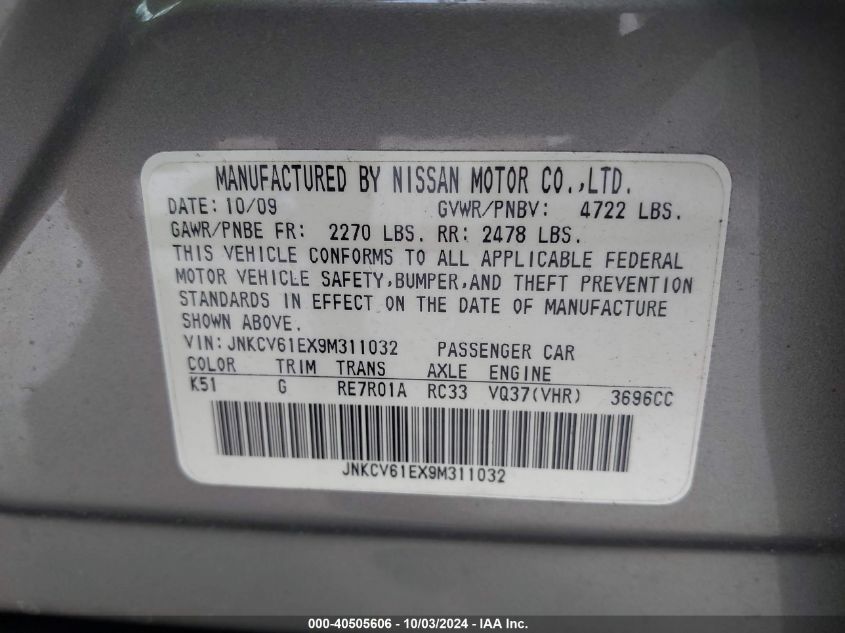 MANUFACTURED BY NISSAN MOTOR CO.,LTD.
DATE: 10/09 GVWR/PNBV: 4722 LBS.
GAWR/PNBE FR: 2270 LBS. RR: 2478 LBS.
THIS VEHICLE CONFORMS TO ALL APPLICABLE FEDERAL
MOTOR VEHICLE SAFETY,BUMPER,AND THEFT PREVENTION
STANDARDS IN EFFECT ON THE DATE OF MANUFACTURE
SHOWN ABOVE.
VIN: JNKCV61EX9M311032 PASSENGER CAR
COLOR TRIM TRANS AXLE ENGINE
K51 G RE7R01A RC33 VQ37(VHR) 3696CC
JNKCV61EX9M311032
000-40505606 - 10/03/2024 - IAA Inc.